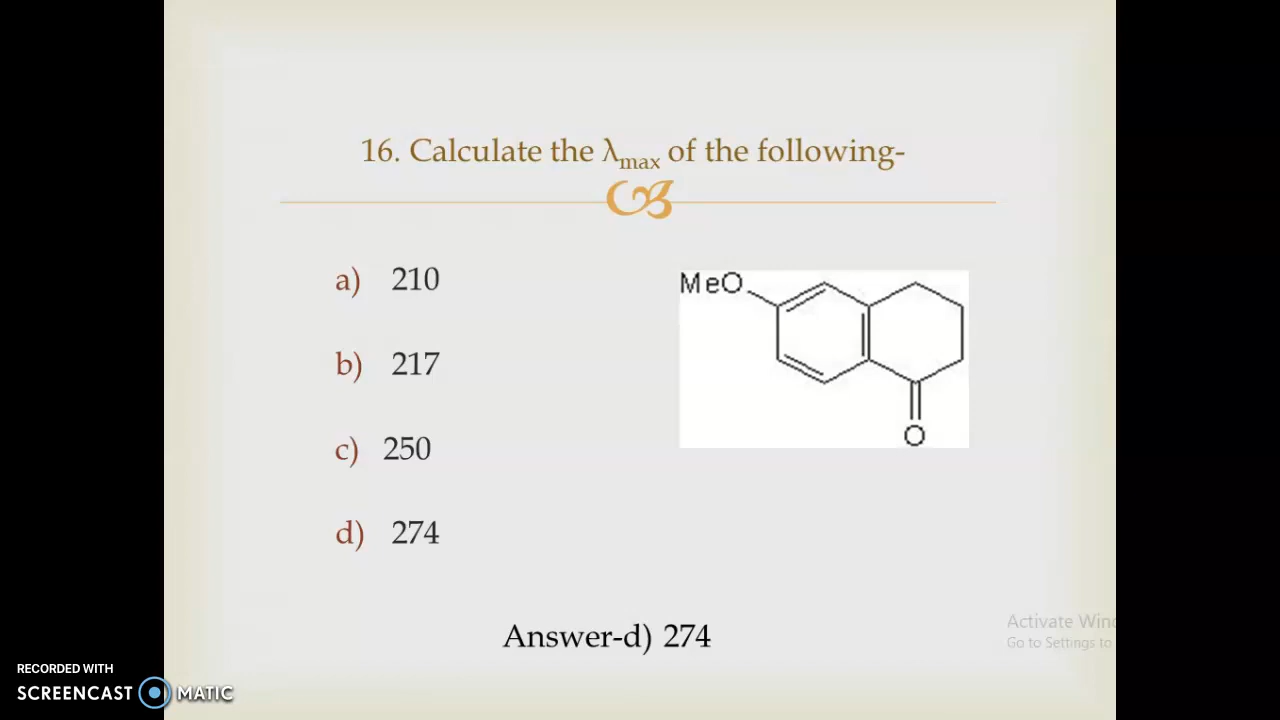 16. Calculate the λmax of the following-
a) 210
b) 217
c) 250
d) 274
MeO
O
Answer-d) 274
Activate Wind
Go to Settings to
RECORDED WITH
SCREENCAST MATIC